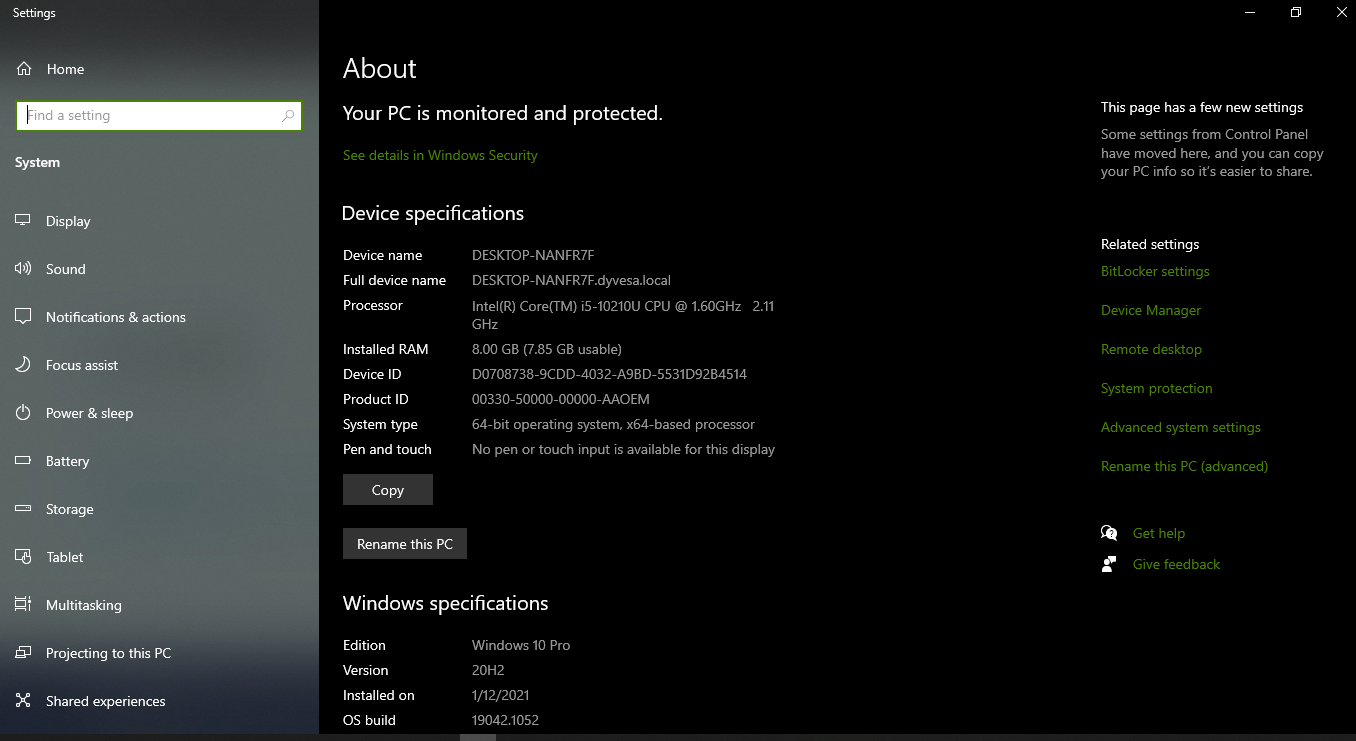 Settings
Home
Find a setting
System
Display
Sound
Notifications & actions
Focus assist
Power & sleep
Battery
Storage
Tablet
Multitasking
Projecting to this PC
Shared experiences
About
Your PC is monitored and protected.
See details in Windows Security
Device specifications
Device name DESKTOP-NANFR7F
Full device name DESKTOP-NANFR7F.dyvesa.local
Processor Intel(R) Core(TM) i5-10210U CPU @ 1.60GHz 2.11
GHz
Installed RAM 8.00 GB (7.85 GB usable)
Device ID D0708738-9CDD-4032-A9BD-5531D92B4514
Product ID 00330-50000-00000-AAOEM
System type 64-bit operating system, x64-based processor
Pen and touch No pen or touch input is available for this display
Copy
Rename this PC
Windows specifications
Edition Windows 10 Pro
Version 20H2
Installed on 1/12/2021
OS build 19042.1052
This page has a few new settings
Some settings from Control Panel
have moved here, and you can copy
your PC info so it's easier to share.
Related settings
BitLocker settings
Device Manager
Remote desktop
System protection
Advanced system settings
Rename this PC (advanced)
Get help
Give feedback